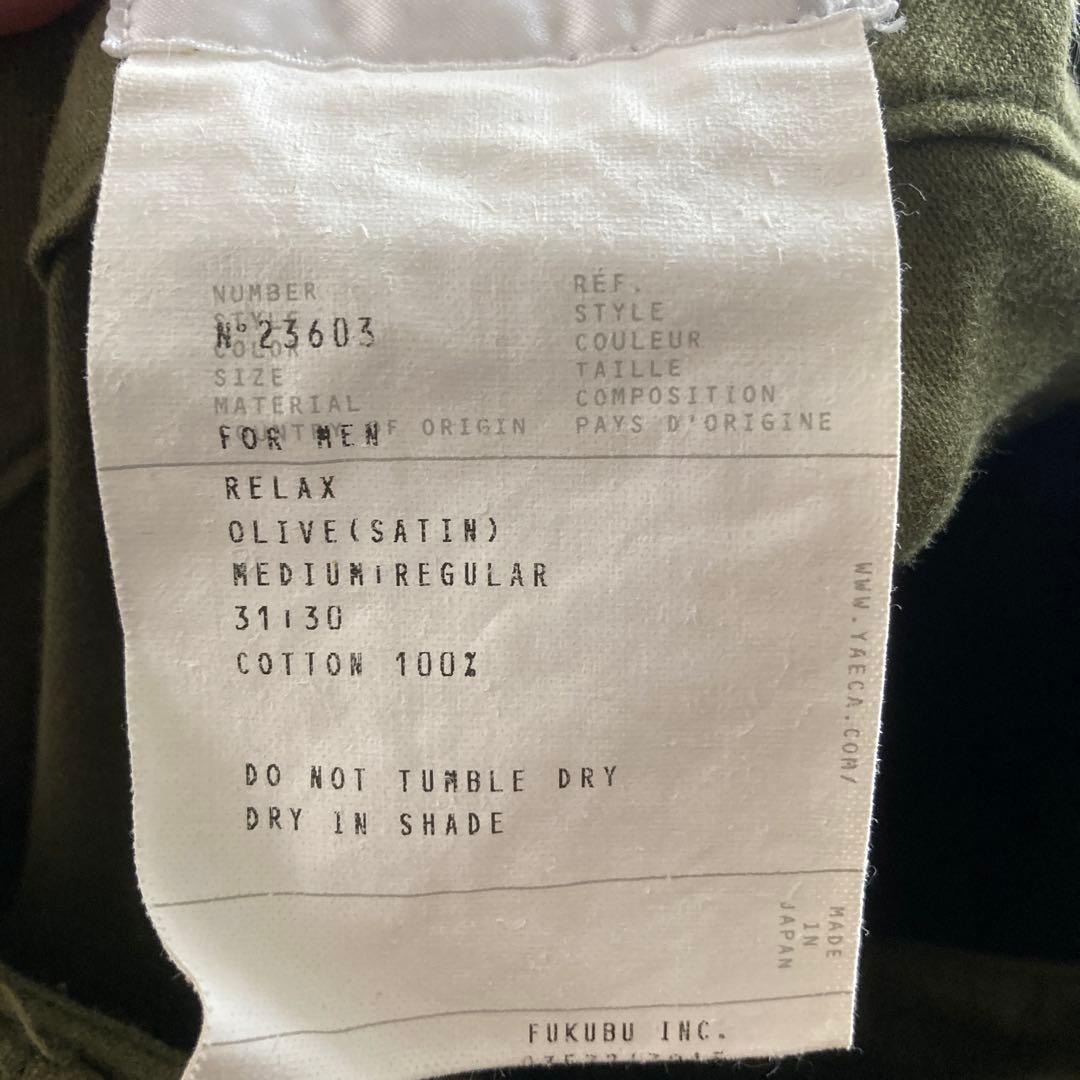 NUMBER
STYLE
COLOR
SIZE
MATERIAL
COUNTRY OF ORIGIN
RÉF.
STYLE
COULEUR
TAILLE
COMPOSITION
PAYS D'ORIGINE
N°23603
FOR MEN
RELAX
OLIVE(SATIN)
MEDIUM|REGULAR
31|30
COTTON 100%
DO NOT TUMBLE DRY
DRY IN SHADE
WWW.YAECA.COM/
MADE
IN
JAPAN
FUKUBU INC.